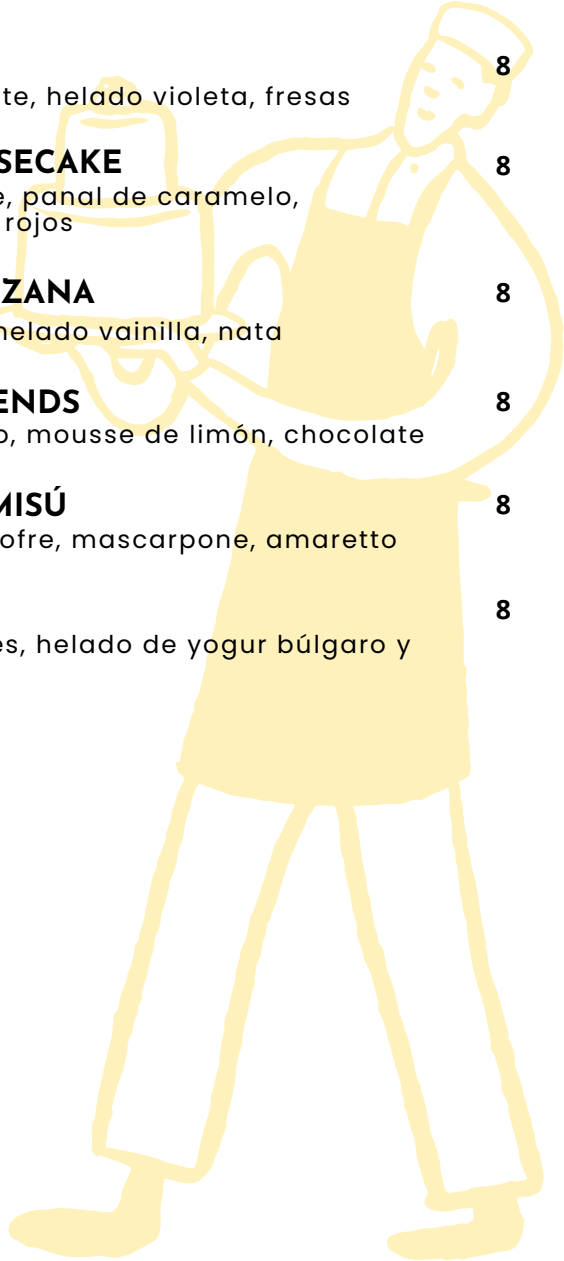 8
te, helado violeta, fresas
SECAKE 8
e, panal de caramelo,
rojos
ZANA 8
helado vainilla, nata
ENDS 8
o, mousse de limón, chocolate
MISÚ 8
ofre, mascarpone, amaretto
8
es, helado de yogur búlgaro y